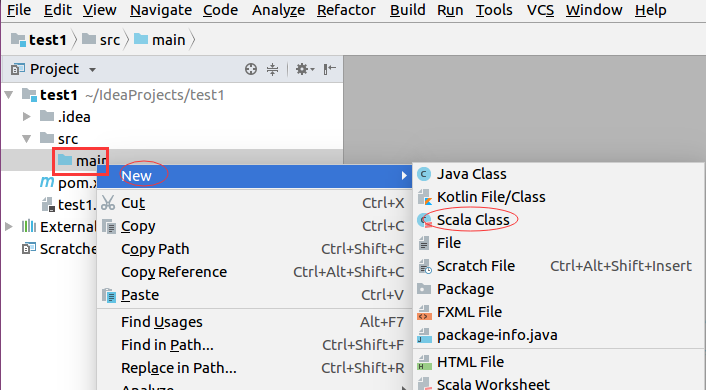 File Edit View Navigate Code Analyze Refactor Build Run Tools VCS Window Help
test1 src main
Project
test1 ~/IdeaProjects/test1
.idea
src
main
New
pom.x
test1.
External
Scratche
Cut Ctrl+X
Copy Ctrl+C
Copy Path Ctrl+Shift+C
Copy Reference Ctrl+Alt+Shift+C
Paste Ctrl+V
Find Usages Alt+F7
Find in Path... Ctrl+Shift+F
Replace in Path... Ctrl+Shift+R
Analyze
Java Class
Kotlin File/Class
Scala Class
File
Scratch File Ctrl+Alt+Shift+Insert
Package
FXML File
package-info.java
HTML File
Scala Worksheet